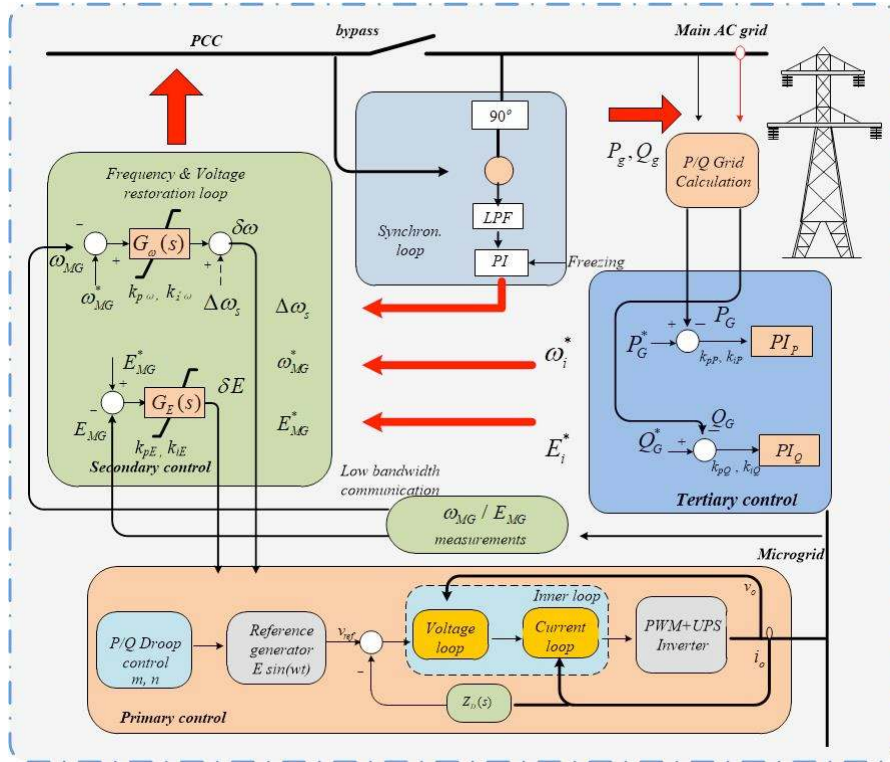 PCC
bypass
Main AC grid
90°
P_g, Q_g
P/Q Grid
Calculation
Frequency & Voltage
restoration loop
LPF
Synchron.
loop
PI
Freezing
-
ω_MG
+
G_ω(s)
+
δω
ω*_MG
k_pω, k_iω
Δω_s
Δω_s
+
-
P_G
P*_G
k_pP, k_iP
PI_P
ω*_MG
ω*_i
E*_MG
+
-
E_MG
G_E(s)
δE
k_pE, k_iE
E*_MG
E*_i
Q_G
-
Q*_G
+
k_pQ, k_iQ
PI_Q
Secondary control
Low bandwidth
communication
Tertiary control
ω_MG / E_MG
measurements
Microgrid
Inner loop
v_o
P/Q Droop
control
m, n
Reference
generator
E sin(wt)
v_ref
-
Voltage
loop
Current
loop
PWM+UPS
Inverter
i_o
Z_D(s)
Primary control